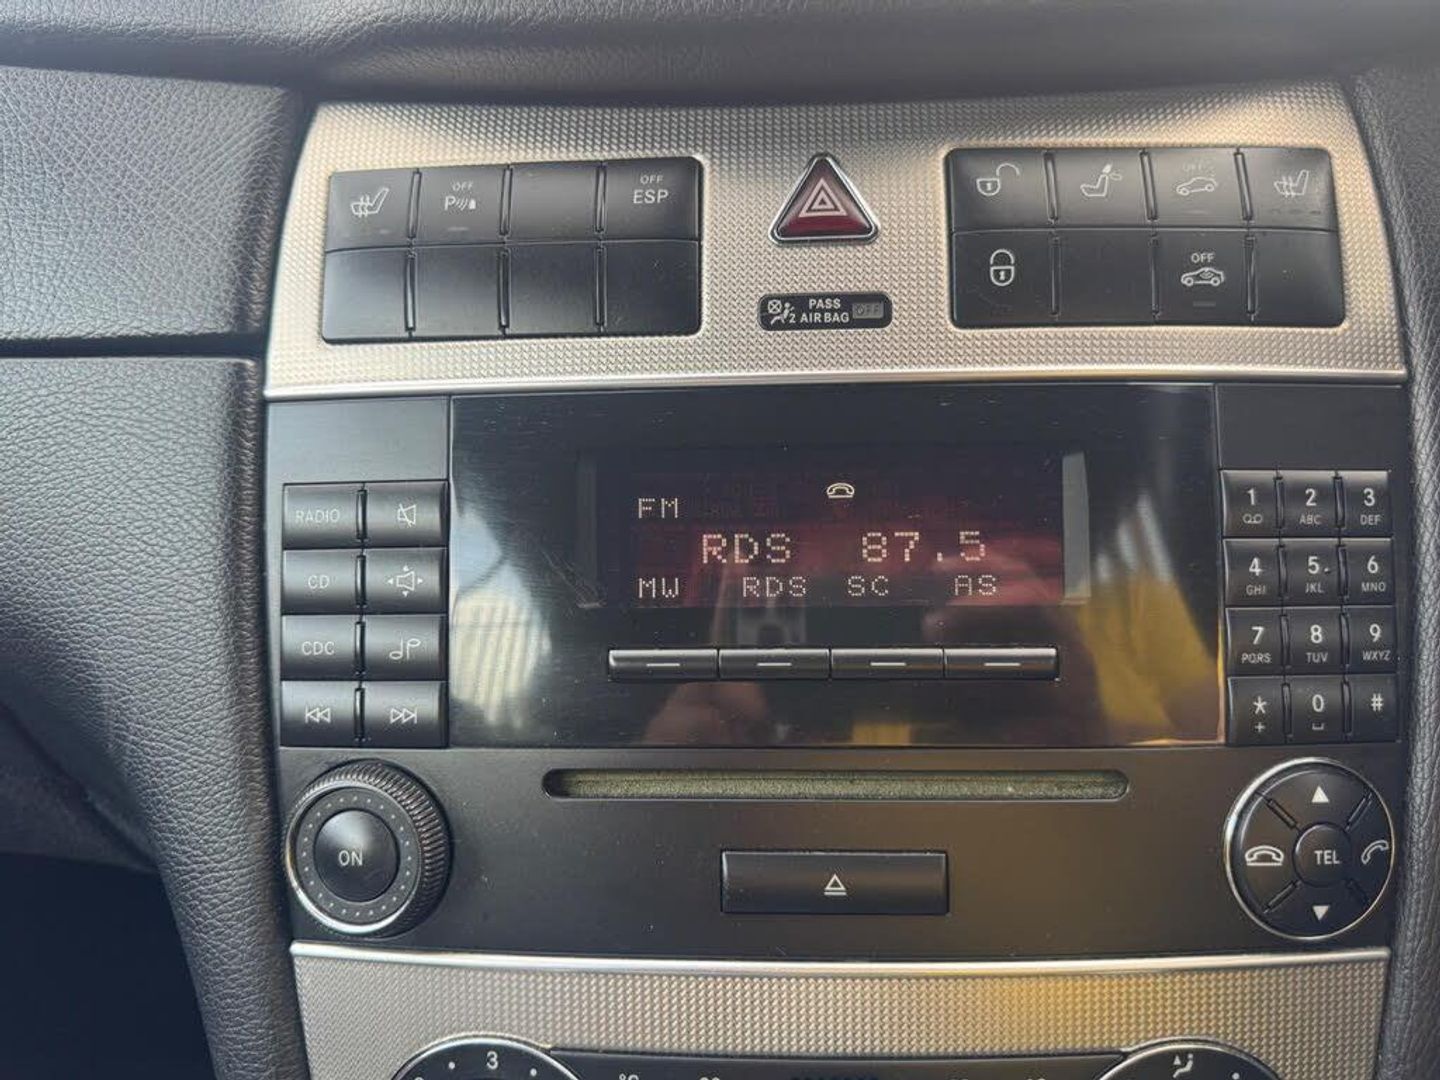 OFF
P
OFF
ESP
OFF
PASS
2 AIR BAG OFF
OFF
RADIO
CD
CDC
FM
RDS 87.5
MW RDS SC AS
1 2 ABC 3 DEF
4 GHI 5 JKL 6 MNO
7 PQRS 8 TUV 9 WXYZ
* + 0 #
ON
TEL
3
°C